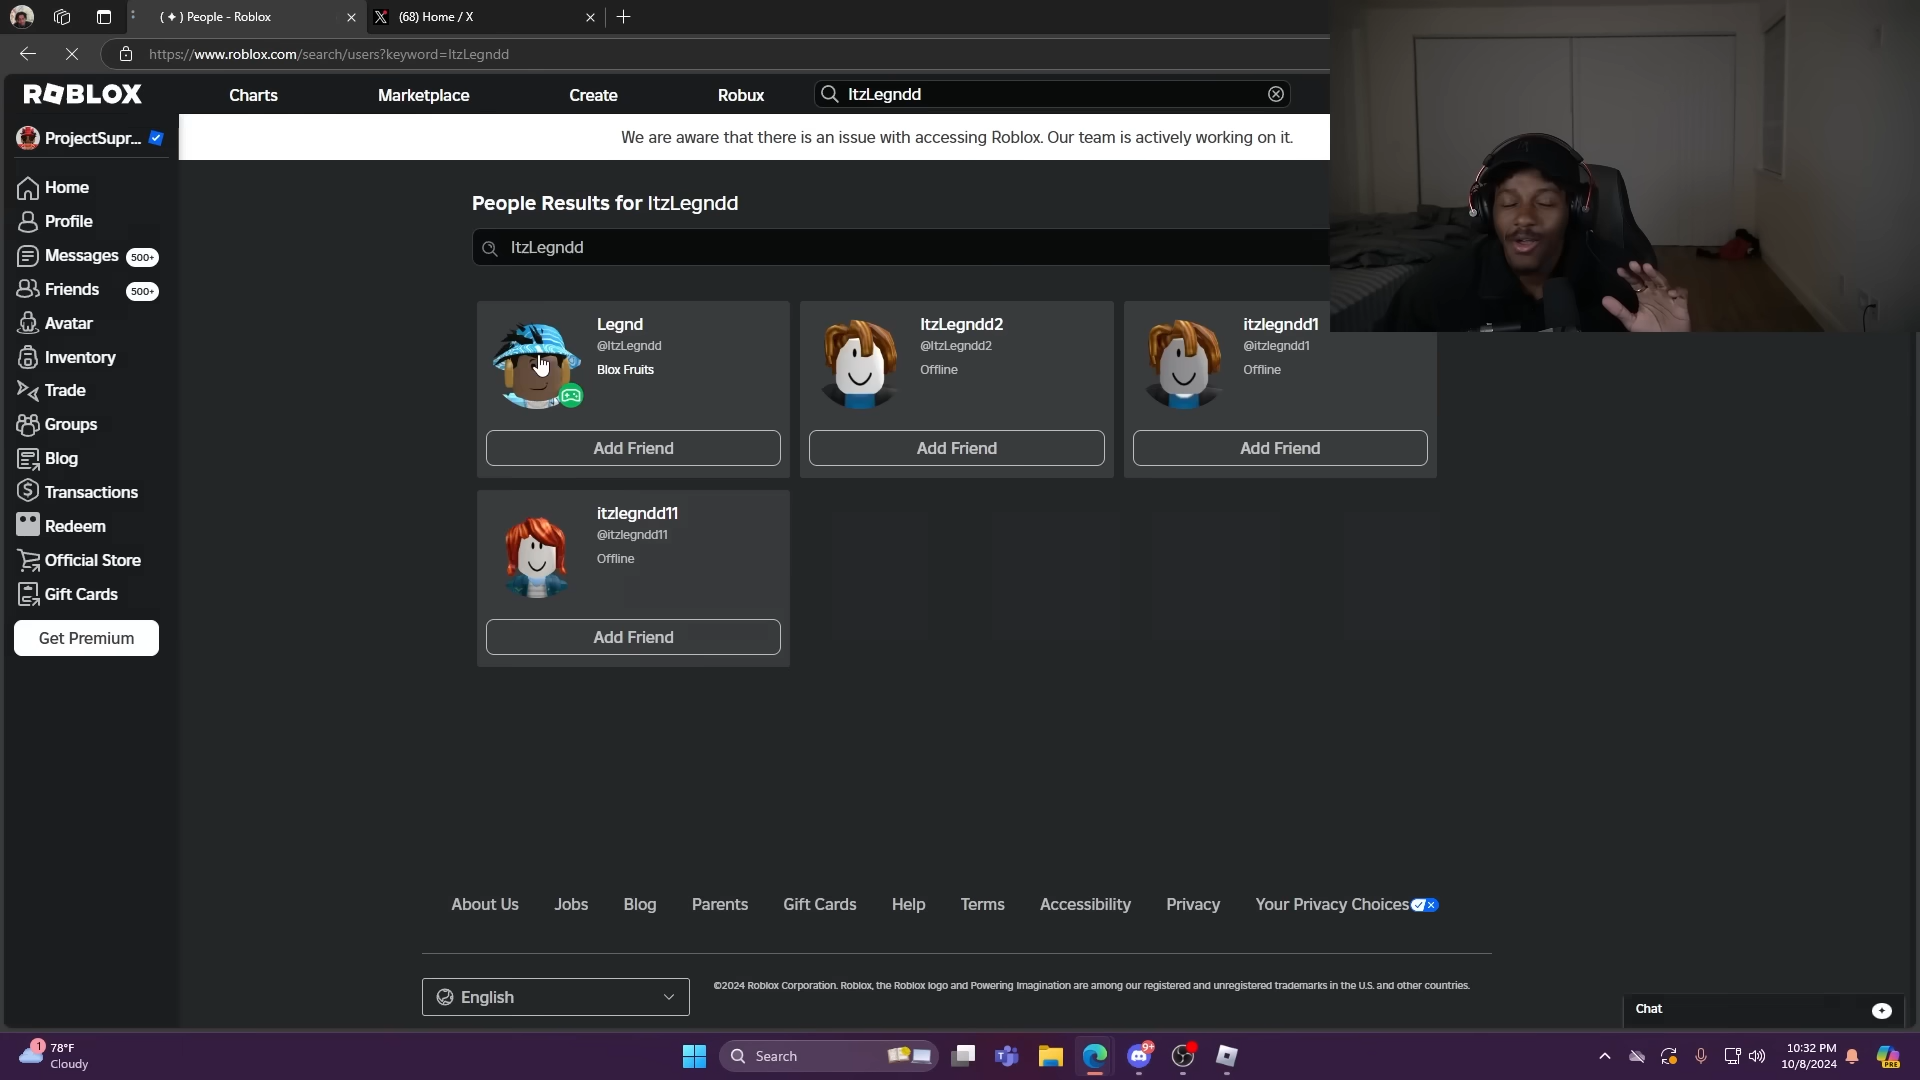 ( ✦ ) People - Roblox
(68) Home / X
https://www.roblox.com/search/users?keyword=ItzLegndd
ROBLOX
Charts
Marketplace
Create
Robux
ItzLegndd
ProjectSupr...
We are aware that there is an issue with accessing Roblox. Our team is actively working on it.
Home
Profile
Messages 500+
Friends 500+
Avatar
Inventory
Trade
Groups
Blog
Transactions
Redeem
Official Store
Gift Cards
Get Premium
People Results for ItzLegndd
ItzLegndd
Legnd
@ItzLegndd
Blox Fruits
Add Friend
ItzLegndd2
@ItzLegndd2
Offline
Add Friend
itzlegndd1
@itzlegndd1
Offline
Add Friend
itzlegndd11
@itzlegndd11
Offline
Add Friend
About Us
Jobs
Blog
Parents
Gift Cards
Help
Terms
Accessibility
Privacy
Your Privacy Choices
English
©2024 Roblox Corporation. Roblox, the Roblox logo and Powering Imagination are among our registered and unregistered trademarks in the U.S. and other countries.
Chat
1
78°F
Cloudy
Search
9+
10:32 PM
10/8/2024
PRE